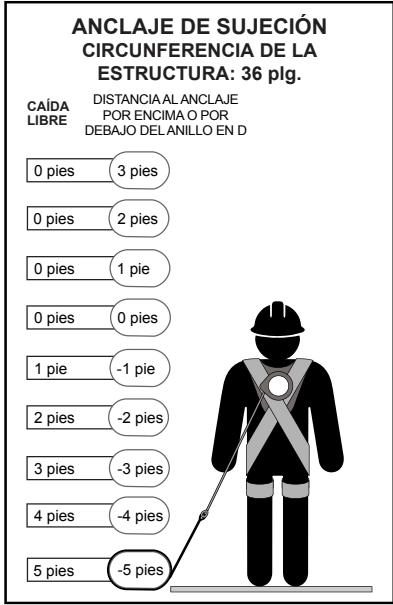 ANCLAJE DE SUJECIÓN
CIRCUNFERENCIA DE LA
ESTRUCTURA: 36 plg.
CAÍDA
LIBRE
DISTANCIA AL ANCLAJE
POR ENCIMA O POR
DEBAJO DEL ANILLO EN D
0 pies 3 pies
0 pies 2 pies
0 pies 1 pie
0 pies 0 pies
1 pie -1 pie
2 pies -2 pies
3 pies -3 pies
4 pies -4 pies
5 pies -5 pies